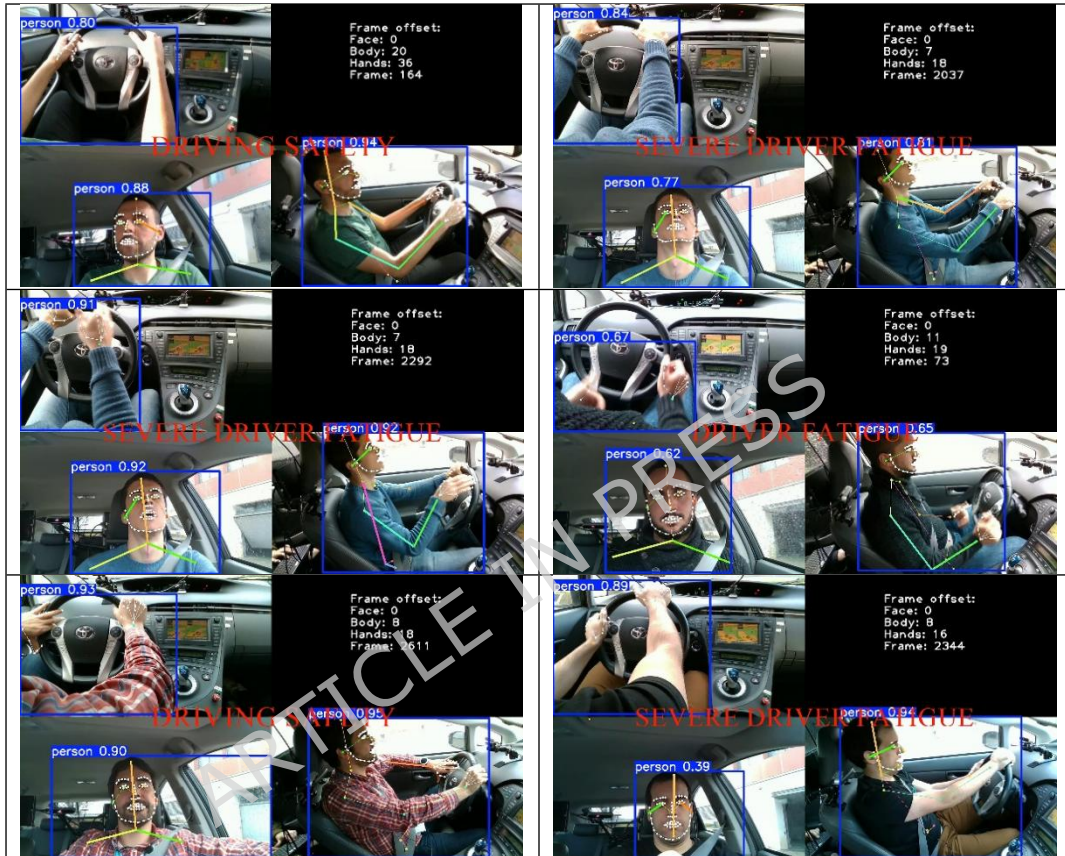 person 0.80
Frame offset:
Face: 0
Body: 20
Hands: 36
Frame: 164
DRIVING SAFETY
person 0.94
person 0.88
person 0.84
Frame offset:
Face: 0
Body: 7
Hands: 18
Frame: 2037
SEVERE DRIVER FATIGUE
person 0.81
person 0.77
person 0.91
Frame offset:
Face: 0
Body: 7
Hands: 18
Frame: 2292
SEVERE DRIVER FATIGUE
person 0.92
person 0.92
person 0.67
Frame offset:
Face: 0
Body: 11
Hands: 19
Frame: 73
DRIVER FATIGUE
person 0.65
person 0.62
person 0.93
Frame offset:
Face: 0
Body: 8
Hands: 18
Frame: 2611
DRIVING SAFETY
person 0.95
person 0.90
person 0.89
Frame offset:
Face: 0
Body: 8
Hands: 16
Frame: 2344
SEVERE DRIVER FATIGUE
person 0.94
person 0.39
ARTICLE IN PRESS